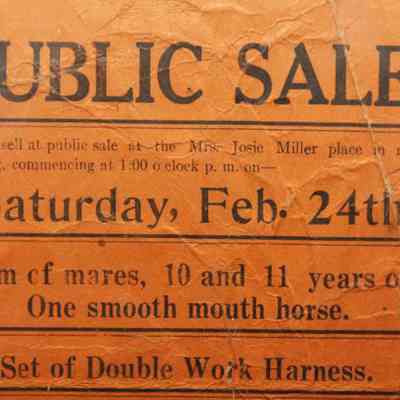 UBLIC SALE
sell at public sale at the Mrs. Josie Miller place in
commencing at 1:00 o'clock p. m. on—
aturday, Feb. 24th
m of mares, 10 and 11 years o
One smooth mouth horse.
Set of Double Work Harness.